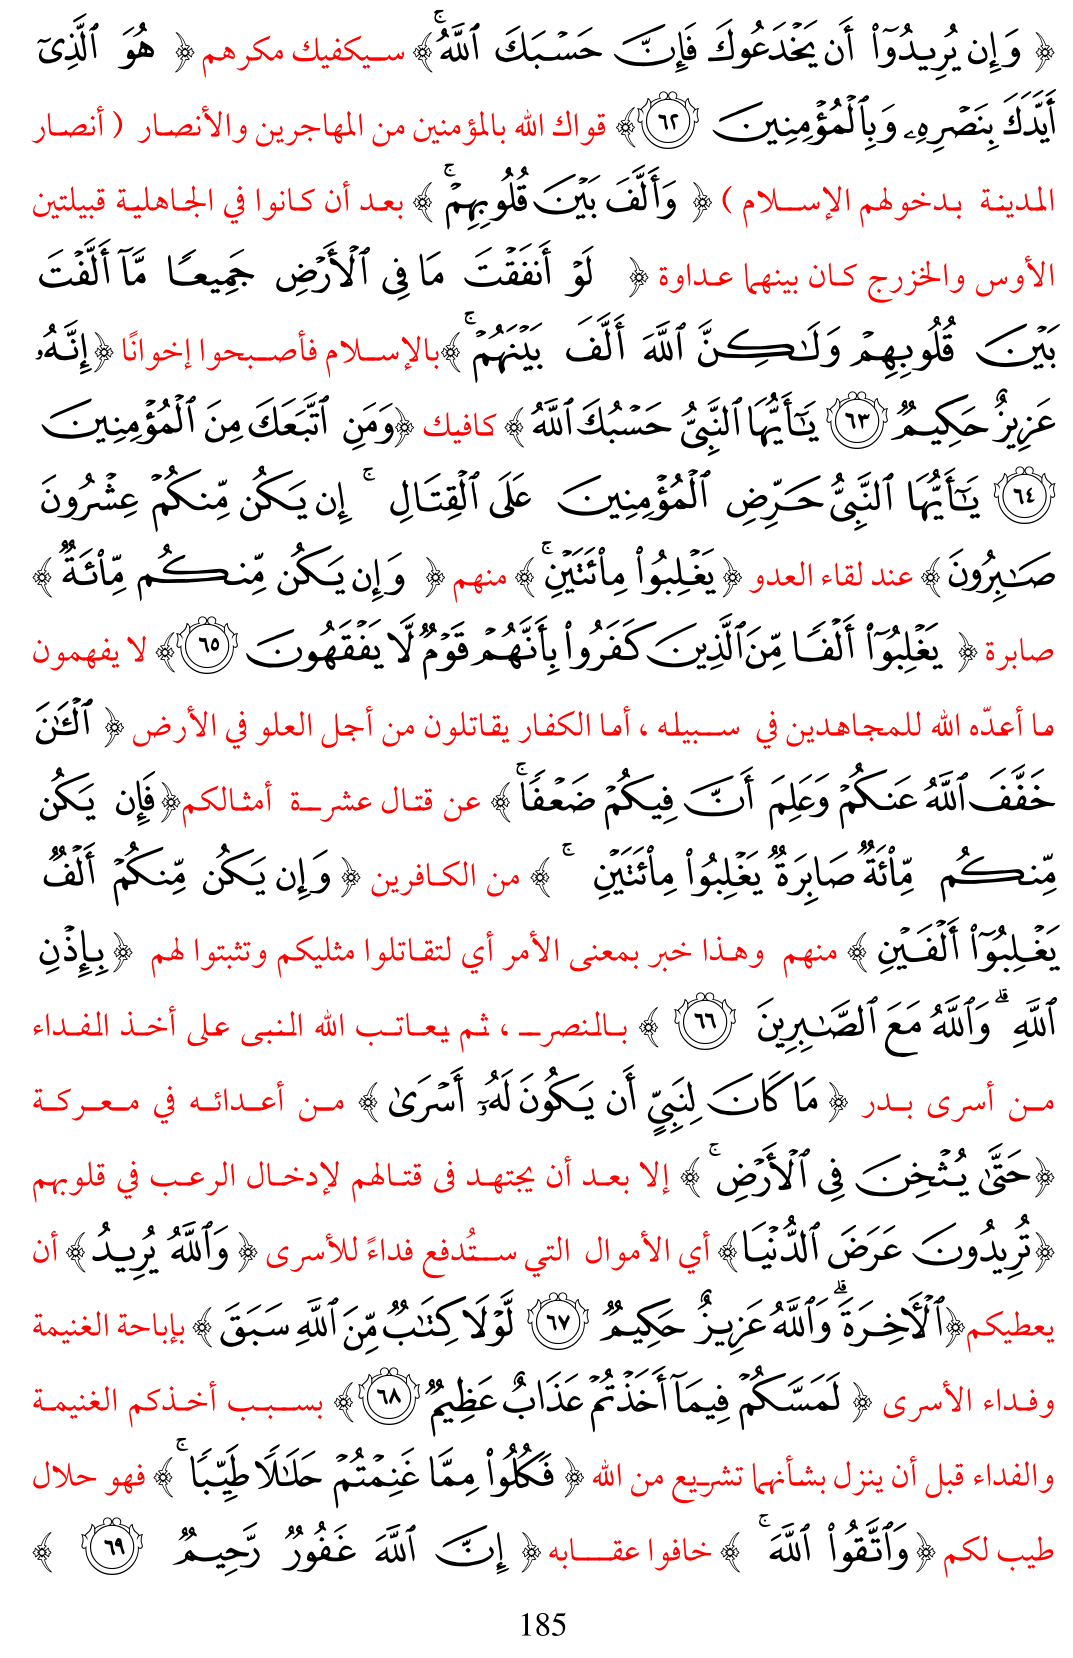 ﴿ وَإِن يُرِيدُوٓا۟ أَن يَخْدَعُوكَ فَإِنَّ حَسْبَكَ ٱللَّهُ ۚ﴾ سيكفيك مكرهم ﴿ هُوَ ٱلَّذِىٓ
أَيَّدَكَ بِنَصْرِهِۦ وَبِٱلْمُؤْمِنِينَ ٦٢﴾ قواك الله بالمؤمنين من المهاجرين والأنصار ( أنصار
المدينة بدخولهم الإسلام ) ﴿ وَأَلَّفَ بَيْنَ قُلُوبِهِمْ ۚ ﴾ بعد أن كانوا في الجاهلية قبيلتين
الأوس والخزرج كان بينهما عداوة ﴿ لَوْ أَنفَقْتَ مَا فِى ٱلْأَرْضِ جَمِيعًا مَّآ أَلَّفْتَ
بَيْنَ قُلُوبِهِمْ وَلَٰكِنَّ ٱللَّهَ أَلَّفَ بَيْنَهُمْ ۚ ﴾بالإسلام فأصبحوا إخوانًا ﴿إِنَّهُۥ
عَزِيزٌ حَكِيمٌ ٦٣ يَٰٓأَيُّهَا ٱلنَّبِىُّ حَسْبُكَ ٱللَّهُ ﴾ كافيك ﴿وَمَنِ ٱتَّبَعَكَ مِنَ ٱلْمُؤْمِنِينَ
٦٤ يَٰٓأَيُّهَا ٱلنَّبِىُّ حَرِّضِ ٱلْمُؤْمِنِينَ عَلَى ٱلْقِتَالِ ۚ إِن يَكُن مِّنكُمْ عِشْرُونَ
صَٰبِرُونَ ﴾ عند لقاء العدو ﴿ يَغْلِبُوا۟ مِا۟ئَتَيْنِ ۚ ﴾ منهم ﴿ وَإِن يَكُن مِّنكُم مِّا۟ئَةٌ ﴾
صابرة ﴿ يَغْلِبُوٓا۟ أَلْفًا مِّنَ ٱلَّذِينَ كَفَرُوا۟ بِأَنَّهُمْ قَوْمٌ لَّا يَفْقَهُونَ ٦٥﴾ لا يفهمون
ما أعدّه الله للمجاهدين في سبيله ، أما الكفار يقاتلون من أجل العلو في الأرض ﴿ ٱلْـَٰٔنَ
خَفَّفَ ٱللَّهُ عَنكُمْ وَعَلِمَ أَنَّ فِيكُمْ ضَعْفًا ۚ ﴾ عن قتال عشرة أمثالكم﴿ فَإِن يَكُن
مِّنكُم مِّا۟ئَةٌ صَابِرَةٌ يَغْلِبُوا۟ مِا۟ئَتَيْنِ ۚ ﴾ من الكافرين ﴿ وَإِن يَكُن مِّنكُمْ أَلْفٌ
يَغْلِبُوٓا۟ أَلْفَيْنِ ﴾ منهم وهذا خبر بمعنى الأمر أي لتقاتلوا مثليكم وتثبتوا لهم ﴿ بِإِذْنِ
ٱللَّهِ ۗ وَٱللَّهُ مَعَ ٱلصَّٰبِرِينَ ٦٦ ﴾ بالنصر ، ثم يعاتب الله النبى على أخذ الفداء
من أسرى بدر ﴿ مَا كَانَ لِنَبِىٍّ أَن يَكُونَ لَهُۥٓ أَسْرَىٰ ﴾ من أعدائه في معركة
﴿حَتَّىٰ يُثْخِنَ فِى ٱلْأَرْضِ ۚ ﴾ إلا بعد أن يجتهد فى قتالهم لإدخال الرعب في قلوبهم
﴿ تُرِيدُونَ عَرَضَ ٱلدُّنْيَا﴾ أي الأموال التي ستُدفع فداءً للأسرى ﴿ وَٱللَّهُ يُرِيدُ ﴾ أن
يعطيكم﴿ٱلْـَٔاخِرَةَ ۗ وَٱللَّهُ عَزِيزٌ حَكِيمٌ ٦٧ لَّوْلَا كِتَٰبٌ مِّنَ ٱللَّهِ سَبَقَ ﴾ بإباحة الغنيمة
وفداء الأسرى ﴿ لَمَسَّكُمْ فِيمَآ أَخَذْتُمْ عَذَابٌ عَظِيمٌ ٦٨ ﴾ بسبب أخذكم الغنيمة
والفداء قبل أن ينزل بشأنهما تشريع من الله ﴿ فَكُلُوا۟ مِمَّا غَنِمْتُمْ حَلَٰلًا طَيِّبًا ۚ ﴾ فهو حلال
طيب لكم ﴿ وَٱتَّقُوا۟ ٱللَّهَ ۚ ﴾ خافوا عقابه ﴿ إِنَّ ٱللَّهَ غَفُورٌ رَّحِيمٌ ٦٩ ﴾
185